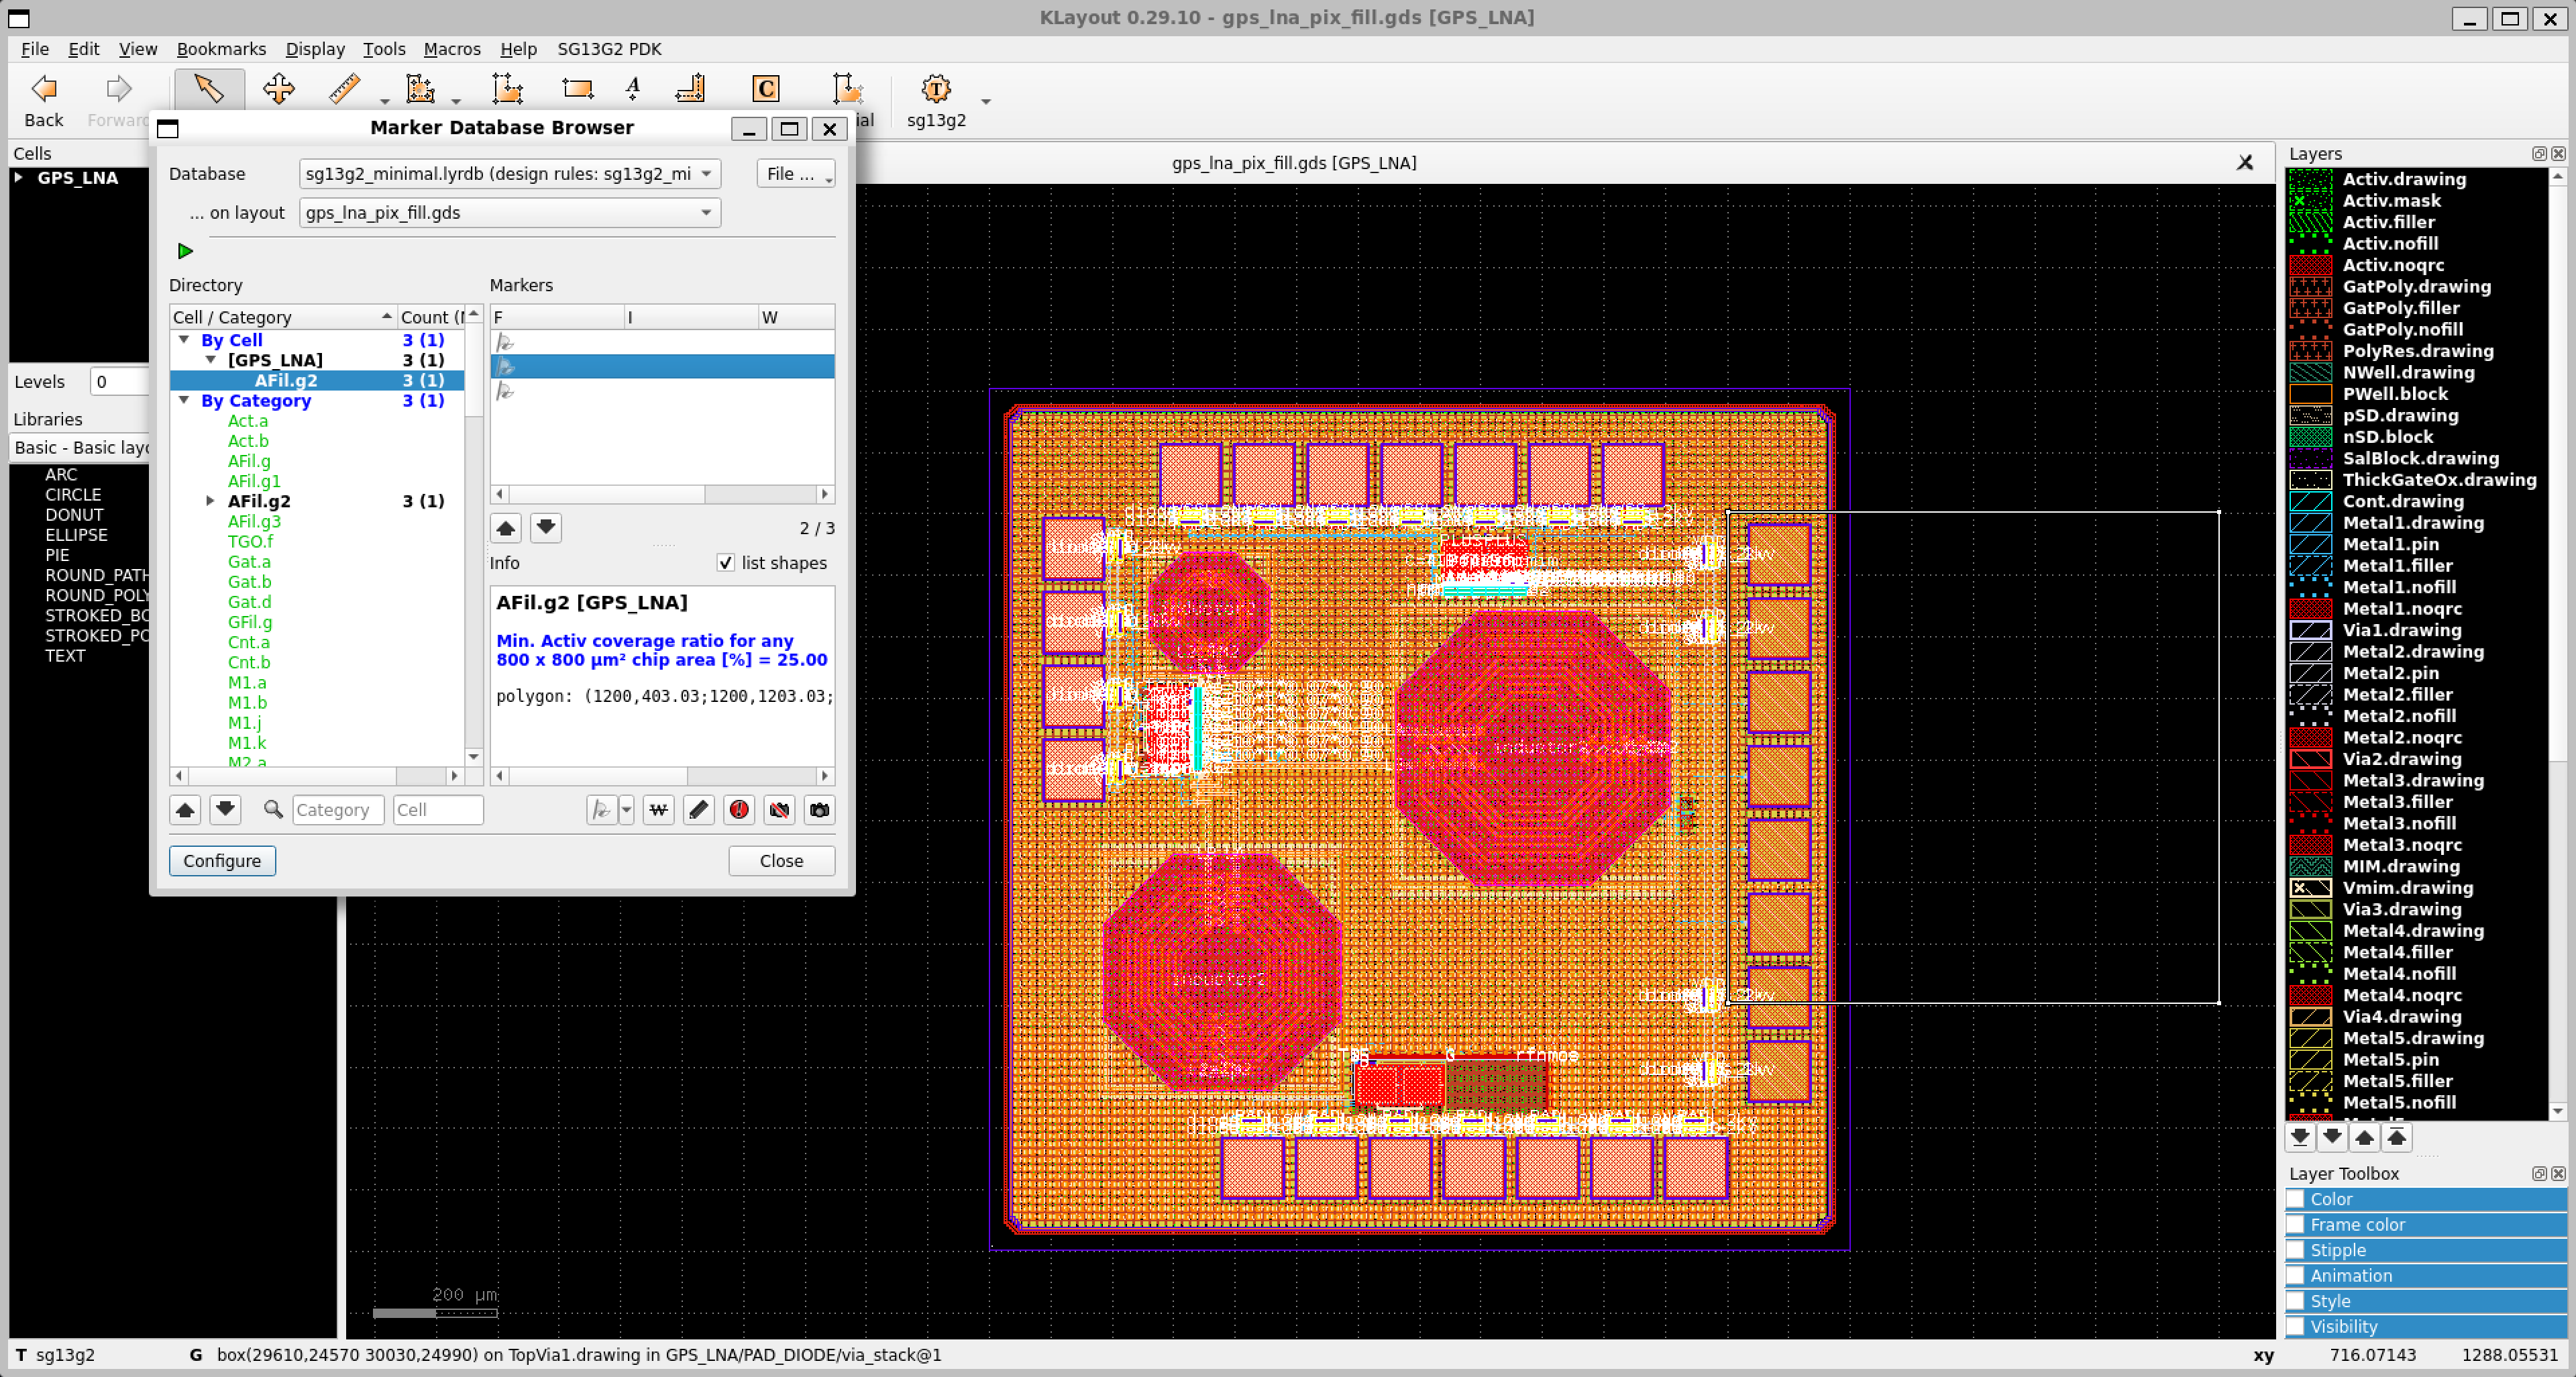 KLayout 0.29.10 - gps_lna_pix_fill.gds [GPS_LNA]
File Edit View Bookmarks Display Tools Macros Help SG13G2 PDK
Back
sg13g2
Cells
GPS_LNA
Levels 0
Libraries
Basic - Basic layo
ARC
CIRCLE
DONUT
ELLIPSE
PIE
ROUND_PATH
ROUND_POLY
STROKED_BO
STROKED_PO
TEXT
Marker Database Browser
Database sg13g2_minimal.lyrdb (design rules: sg13g2_mi File ...
... on layout gps_lna_pix_fill.gds
Directory
Cell / Category Count (
By Cell 3 (1)
[GPS_LNA] 3 (1)
AFil.g2 3 (1)
By Category 3 (1)
Act.a
Act.b
AFil.g
AFil.g1
AFil.g2 3 (1)
AFil.g3
TGO.f
Gat.a
Gat.b
Gat.d
GFil.g
Cnt.a
Cnt.b
M1.a
M1.b
M1.j
M1.k
M2.a
Category Cell
Markers
F I W
2 / 3
Info list shapes
AFil.g2 [GPS_LNA]
Min. Activ coverage ratio for any
800 x 800 µm² chip area [%] = 25.00
polygon: (1200,403.03;1200,1203.03;
Configure Close
gps_lna_pix_fill.gds [GPS_LNA]
200 µm
Layers
Activ.drawing
Activ.mask
Activ.filler
Activ.nofill
Activ.noqrc
GatPoly.drawing
GatPoly.filler
GatPoly.nofill
PolyRes.drawing
NWell.drawing
PWell.block
pSD.drawing
nSD.block
SalBlock.drawing
ThickGateOx.drawing
Cont.drawing
Metal1.drawing
Metal1.pin
Metal1.filler
Metal1.nofill
Metal1.noqrc
Via1.drawing
Metal2.drawing
Metal2.pin
Metal2.filler
Metal2.nofill
Metal2.noqrc
Via2.drawing
Metal3.drawing
Metal3.filler
Metal3.nofill
Metal3.noqrc
MIM.drawing
Vmim.drawing
Via3.drawing
Metal4.drawing
Metal4.filler
Metal4.nofill
Metal4.noqrc
Via4.drawing
Metal5.drawing
Metal5.pin
Metal5.filler
Metal5.nofill
Layer Toolbox
Color
Frame color
Stipple
Animation
Style
Visibility
T sg13g2 G box(29610,24570 30030,24990) on TopVia1.drawing in GPS_LNA/PAD_DIODE/via_stack@1 xy 716.07143 1288.05531